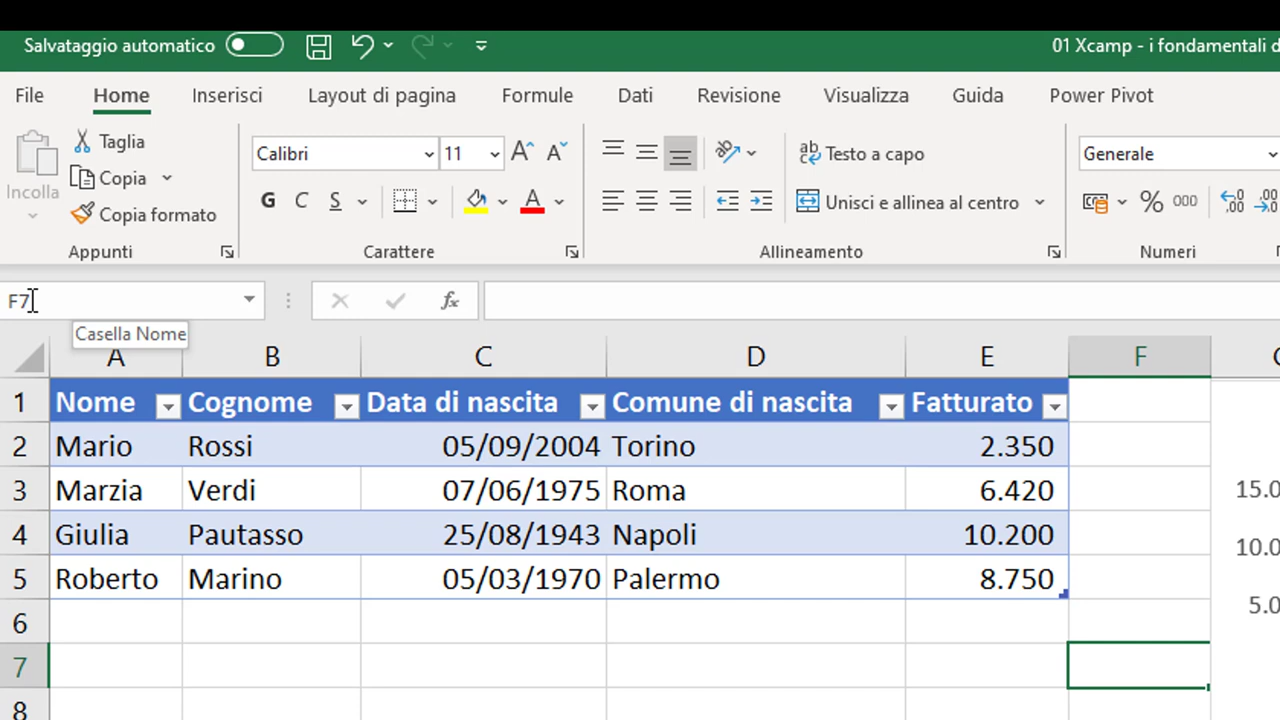 Salvataggio automatico
01 Xcamp - i fondamentali d
File Home Inserisci Layout di pagina Formule Dati Revisione Visualizza Guida Power Pivot
Incolla
Taglia
Copia
Copia formato
Appunti
Calibri 11
G C S
Carattere
Testo a capo
Unisci e allinea al centro
Allineamento
Generale
% 000
Numeri
F7
fx
Casella Nome
A B C D E F
1 Nome Cognome Data di nascita Comune di nascita Fatturato
2 Mario Rossi 05/09/2004 Torino 2.350
3 Marzia Verdi 07/06/1975 Roma 6.420 15.0
4 Giulia Pautasso 25/08/1943 Napoli 10.200 10.0
5 Roberto Marino 05/03/1970 Palermo 8.750 5.0
6
7
8